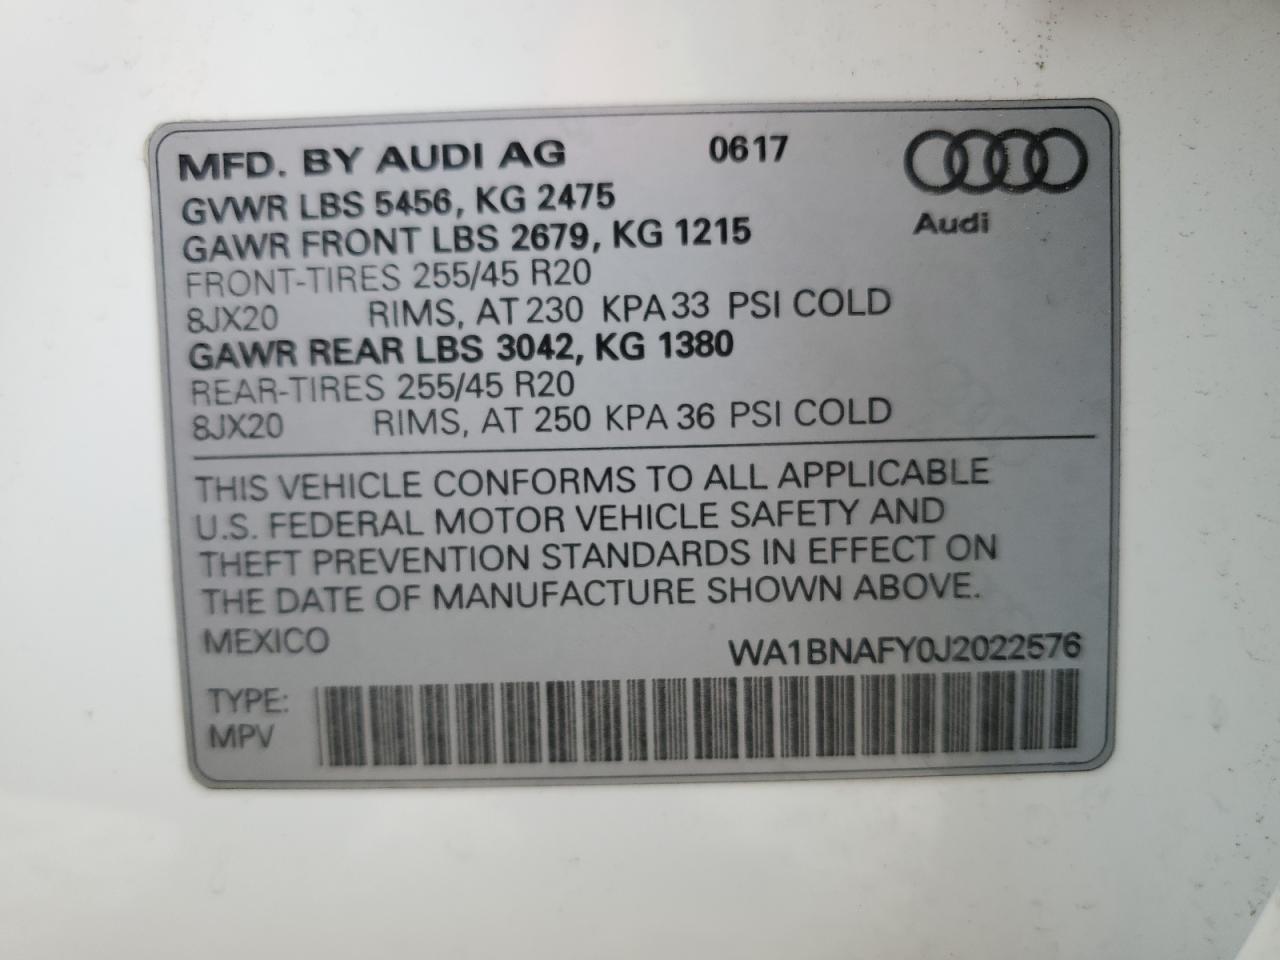 MFD. BY AUDI AG 0617
Audi
GVWR LBS 5456, KG 2475
GAWR FRONT LBS 2679, KG 1215
FRONT-TIRES 255/45 R20
8JX20 RIMS, AT 230 KPA 33 PSI COLD
GAWR REAR LBS 3042, KG 1380
REAR-TIRES 255/45 R20
8JX20 RIMS, AT 250 KPA 36 PSI COLD
THIS VEHICLE CONFORMS TO ALL APPLICABLE
U.S. FEDERAL MOTOR VEHICLE SAFETY AND
THEFT PREVENTION STANDARDS IN EFFECT ON
THE DATE OF MANUFACTURE SHOWN ABOVE.
MEXICO WA1BNAFY0J2022576
TYPE:
MPV